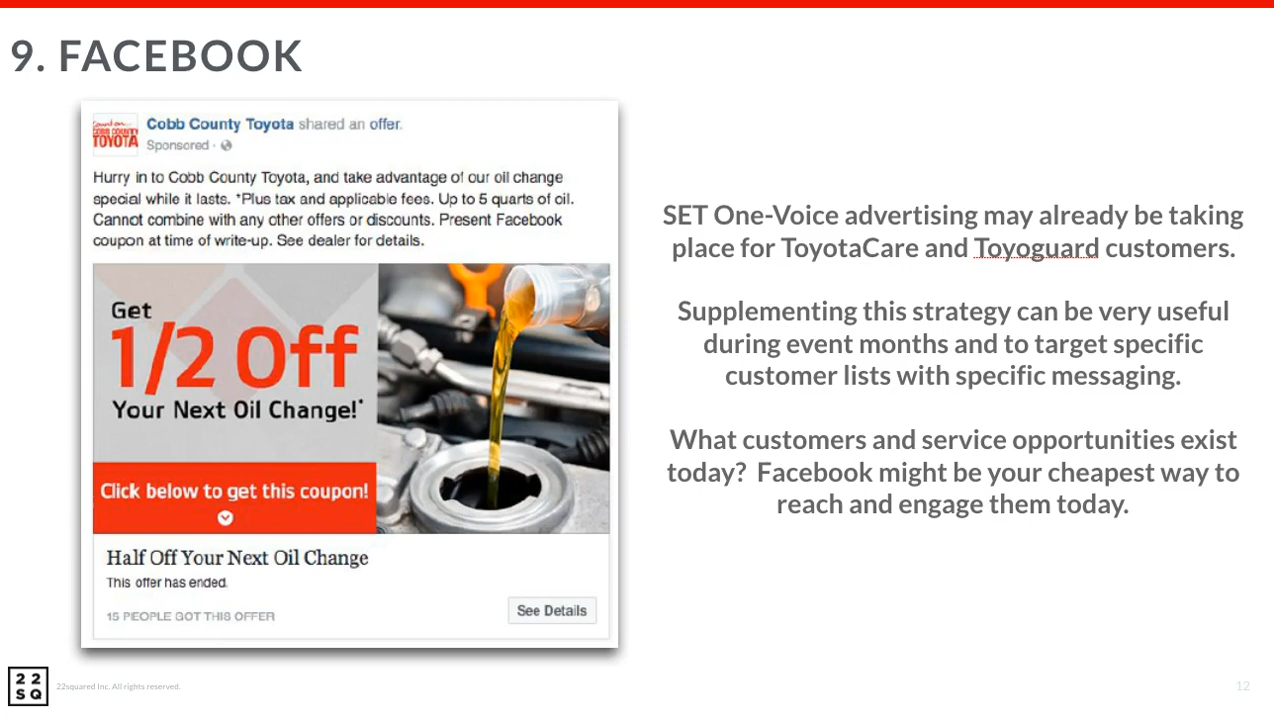 9. FACEBOOK
Count on
COBB COUNTY
TOYOTA
Cobb County Toyota shared an offer.
Sponsored ·
Hurry in to Cobb County Toyota, and take advantage of our oil change
special while it lasts. *Plus tax and applicable fees. Up to 5 quarts of oil.
Cannot combine with any other offers or discounts. Present Facebook
coupon at time of write-up. See dealer for details.
Get
1/2 Off
Your Next Oil Change!*
Click below to get this coupon!
Half Off Your Next Oil Change
This offer has ended.
15 PEOPLE GOT THIS OFFER
See Details
SET One-Voice advertising may already be taking
place for ToyotaCare and Toyoguard customers.
Supplementing this strategy can be very useful
during event months and to target specific
customer lists with specific messaging.
What customers and service opportunities exist
today? Facebook might be your cheapest way to
reach and engage them today.
22
SQ
22squared Inc. All rights reserved.
12